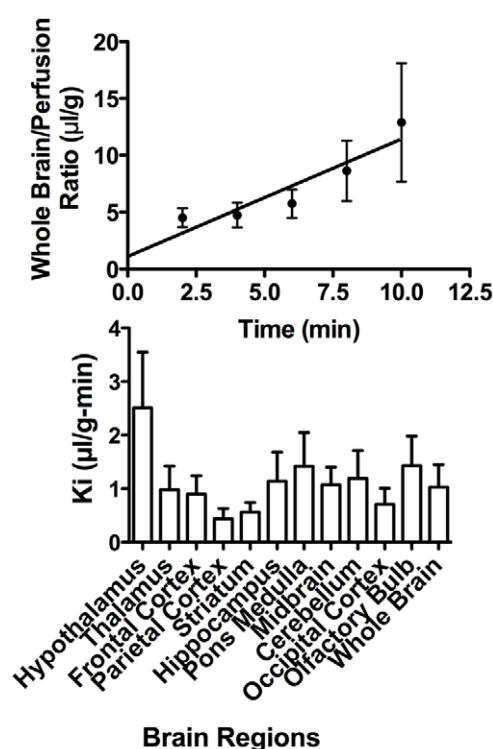 Whole Brain/Perfusion
Ratio (µl/g)
20
15
10
5
0
0.0 2.5 5.0 7.5 10.0 12.5
Time (min)
Ki (µl/g-min)
4
3
2
1
0
Hypothalamus
Thalamus
Frontal Cortex
Parietal Cortex
Striatum
Hippocampus
Pons Medulla
Midbrain
Cerebellum
Occipital Cortex
Olfactory Bulb
Whole Brain
Brain Regions